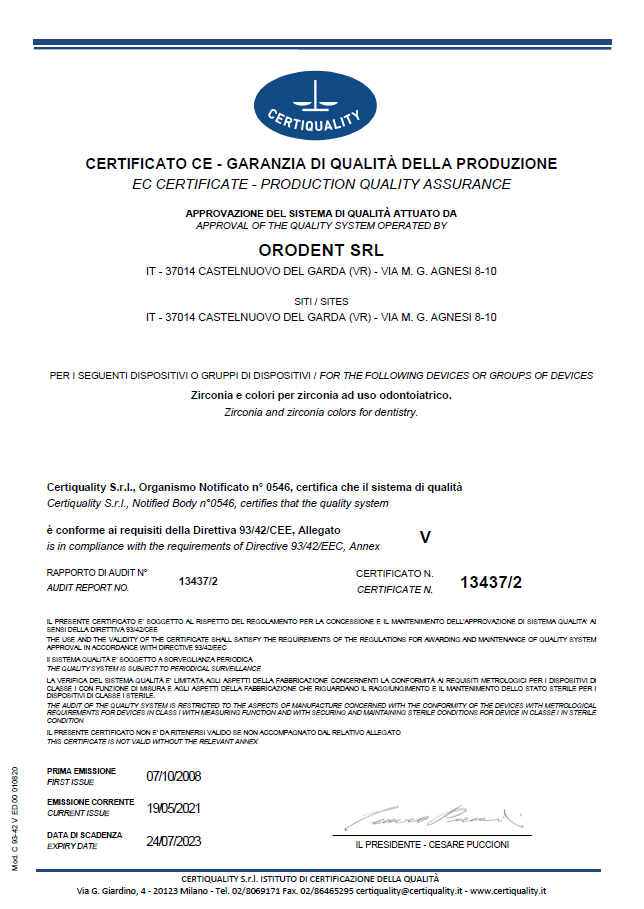 CERTIQUALITY
CERTIFICATO CE - GARANZIA DI QUALITÀ DELLA PRODUZIONE
EC CERTIFICATE - PRODUCTION QUALITY ASSURANCE
APPROVAZIONE DEL SISTEMA DI QUALITÀ ATTUATO DA
APPROVAL OF THE QUALITY SYSTEM OPERATED BY
ORODENT SRL
IT - 37014 CASTELNUOVO DEL GARDA (VR) - VIA M. G. AGNESI 8-10
SITI / SITES
IT - 37014 CASTELNUOVO DEL GARDA (VR) - VIA M. G. AGNESI 8-10
PER I SEGUENTI DISPOSITIVI O GRUPPI DI DISPOSITIVI / FOR THE FOLLOWING DEVICES OR GROUPS OF DEVICES
Zirconia e colori per zirconia ad uso odontoiatrico.
Zirconia and zirconia colors for dentistry.
Certiquality S.r.l., Organismo Notificato n° 0546, certifica che il sistema di qualità
Certiquality S.r.l., Notified Body n°0546, certifies that the quality system
è conforme ai requisiti della Direttiva 93/42/CEE, Allegato
is in compliance with the requirements of Directive 93/42/EEC, Annex
V
RAPPORTO DI AUDIT N°
AUDIT REPORT NO.
13437/2
CERTIFICATO N.
CERTIFICATE N.
13437/2
IL PRESENTE CERTIFICATO E' SOGGETTO AL RISPETTO DEL REGOLAMENTO PER LA CONCESSIONE E IL MANTENIMENTO DELL'APPROVAZIONE DI SISTEMA QUALITA' AI
SENSI DELLA DIRETTIVA 93/42/CEE
THE USE AND THE VALIDITY OF THE CERTIFICATE SHALL SATISFY THE REQUIREMENTS OF THE REGULATIONS FOR AWARDING AND MAINTENANCE OF QUALITY SYSTEM
APPROVAL IN ACCORDANCE WITH DIRECTIVE 93/42/EEC
Il SISTEMA QUALITÀ E' SOGGETTO A SORVEGLIANZA PERIODICA
THE QUALITY SYSTEM IS SUBJECT TO PERIODICAL SURVEILLANCE
LA VERIFICA DEL SISTEMA QUALITÀ E' LIMITATA AGLI ASPETTI DELLA FABBRICAZIONE CONCERNENTI LA CONFORMITÀ AI REQUISITI METROLOGICI PER I DISPOSITIVI DI
CLASSE I CON FUNZIONE DI MISURA E AGLI ASPETTI DELLA FABBRICAZIONE CHE RIGUARDANO IL RAGGIUNGIMENTO E IL MANTENIMENTO DELLO STATO STERILE PER I
DISPOSITIVI DI CLASSE I STERILE.
THE AUDIT OF THE QUALITY SYSTEM IS RESTRICTED TO THE ASPECTS OF MANUFACTURE CONCERNED WITH THE CONFORMITY OF THE DEVICES WITH METROLOGICAL
REQUIREMENTS FOR DEVICES IN CLASS I WITH MEASURING FUNCTION AND WITH SECURING AND MAINTAINING STERILE CONDITIONS FOR DEVICE IN CLASSE I IN STERILE
CONDITION
IL PRESENTE CERTIFICATO NON E' DA RITENERSI VALIDO SE NON ACCOMPAGNATO DAL RELATIVO ALLEGATO
THIS CERTIFICATE IS NOT VALID WITHOUT THE RELEVANT ANNEX
PRIMA EMISSIONE
FIRST ISSUE
07/10/2008
EMISSIONE CORRENTE
CURRENT ISSUE
19/05/2021
DATA DI SCADENZA
EXPIRY DATE
24/07/2023
IL PRESIDENTE - CESARE PUCCIONI
Mod. C 93-42 V ED 00 010820
CERTIQUALITY S.r.l. ISTITUTO DI CERTIFICAZIONE DELLA QUALITÀ
Via G. Giardino, 4 - 20123 Milano - Tel. 02/8069171 Fax. 02/86465295 certiquality@certiquality.it - www.certiquality.it